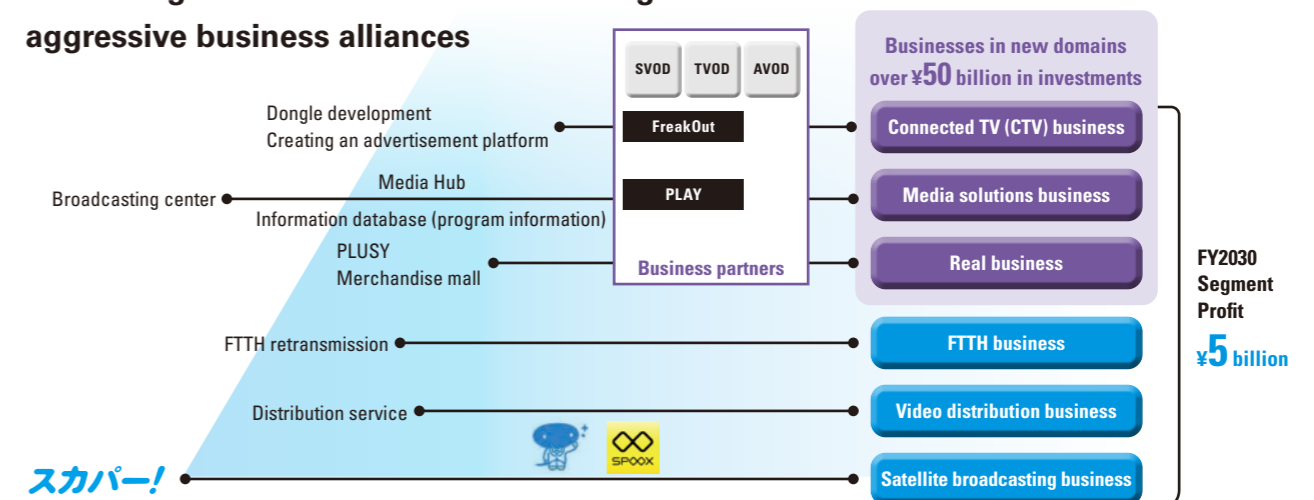 aggressive business alliances
SVOD
TVOD
AVOD
Businesses in new domains
over ¥50 billion in investments
Dongle development
Creating an advertisement platform
FreakOut
Connected TV (CTV) business
Broadcasting center
Media Hub
Information database (program information)
PLAY
Media solutions business
PLUSY
Merchandise mall
Business partners
Real business
FY2030
Segment
Profit
¥5 billion
FTTH retransmission
FTTH business
Distribution service
Video distribution business
SPOOX
スカパー!
Satellite broadcasting business